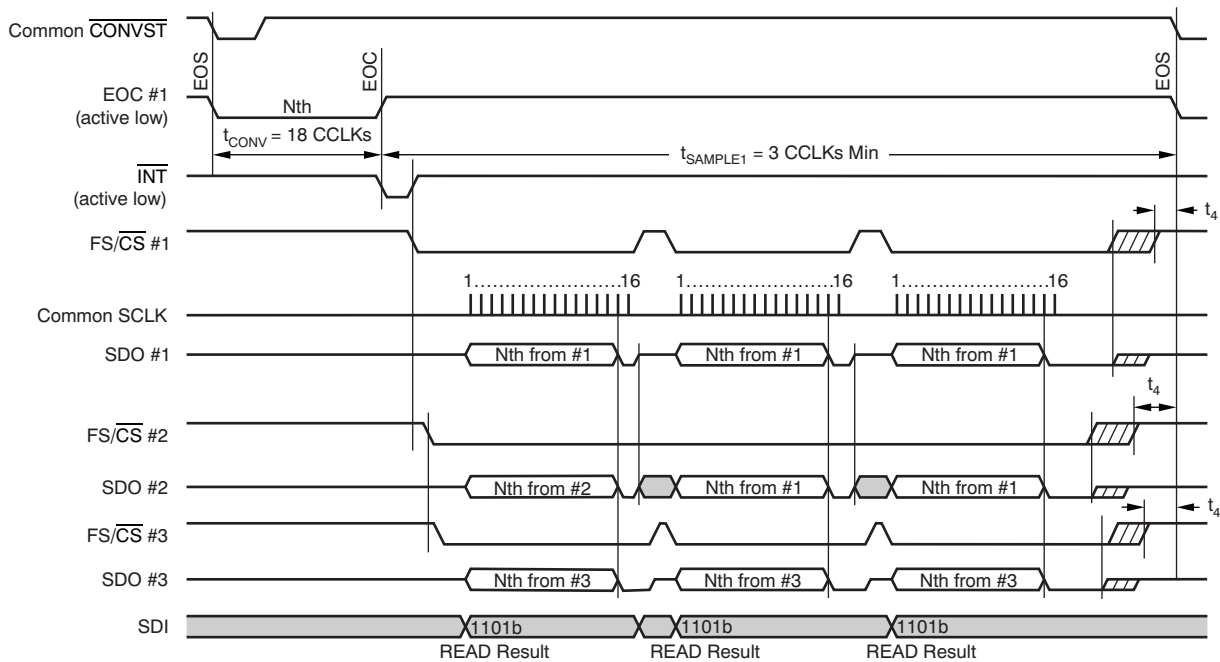 Common CONVST
EOS
EOC
EOS
EOC #1
(active low)
Nth
tCONV = 18 CCLKs
tSAMPLE1 = 3 CCLKs Min
INT
(active low)
t4
FS/CS #1
1.......................16
1.......................16
1.......................16
Common SCLK
SDO #1
Nth from #1
Nth from #1
Nth from #1
t4
FS/CS #2
SDO #2
Nth from #2
Nth from #1
Nth from #1
t4
FS/CS #3
SDO #3
Nth from #3
Nth from #3
Nth from #3
SDI
1101b
1101b
1101b
READ Result
READ Result
READ Result